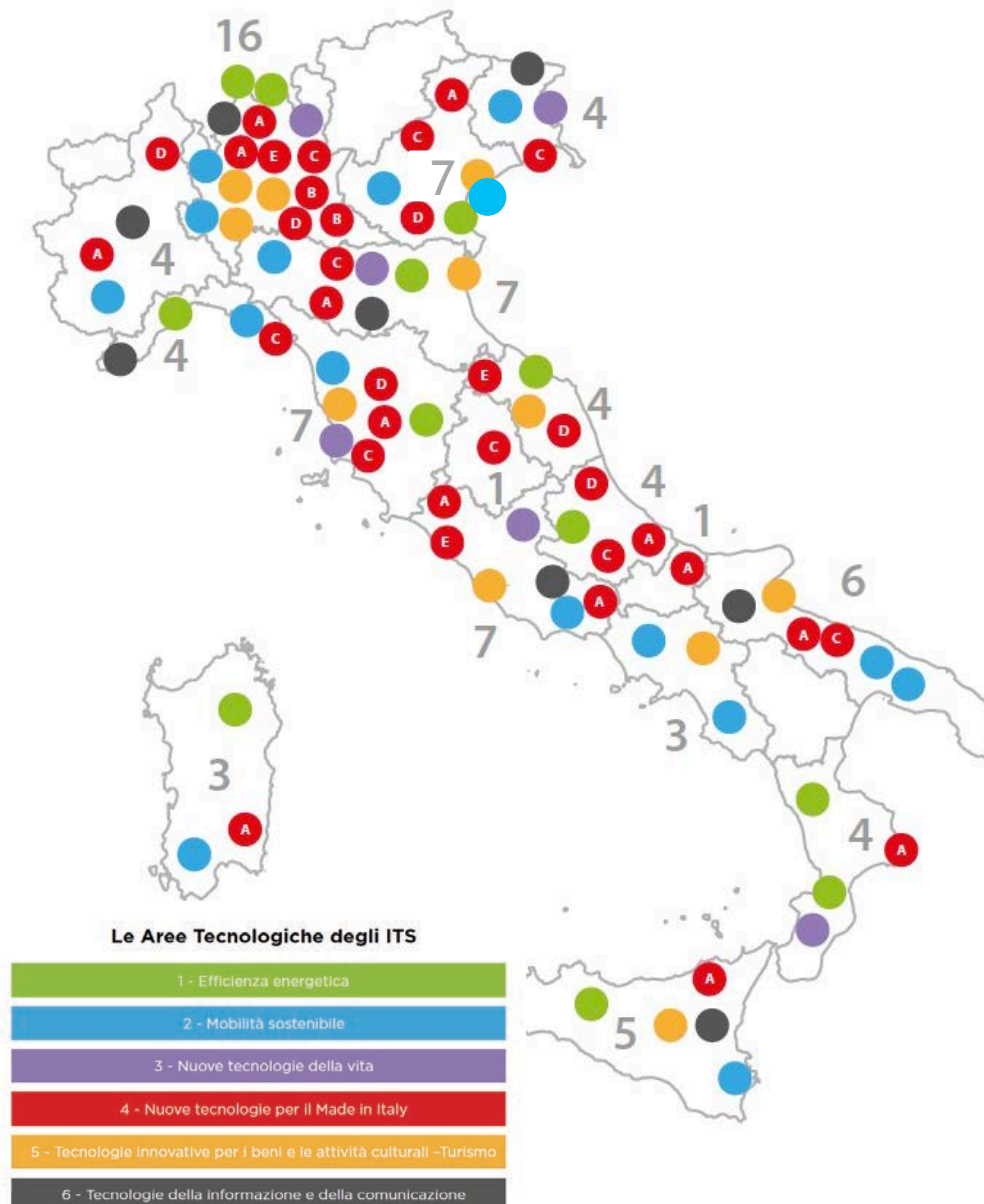 16
A
4
A
C
D
A
E
C
C
7
B
D
B
D
A
4
C
7
A
4
C
E
D
4
7
A
C
C
D
4
A
1
1
E
A
C
A
6
A
A
C
7
3
3
A
4
A
A
5
Le Aree Tecnologiche degli ITS
1 - Efficienza energetica
2 - Mobilità sostenibile
3 - Nuove tecnologie della vita
4 - Nuove tecnologie per il Made in Italy
5 - Tecnologie innovative per i beni e le attività culturali –Turismo
6 - Tecnologie della informazione e della comunicazione